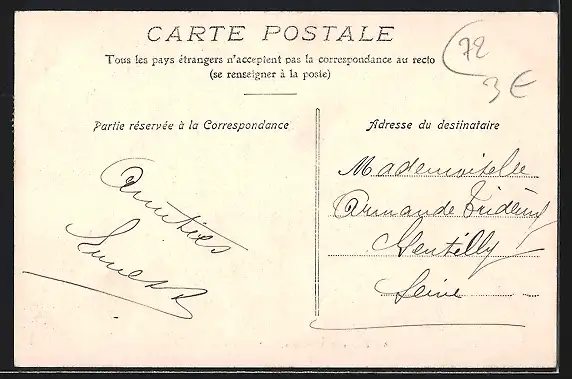 CARTE POSTALE
Tous les pays étrangers n'acceptent pas la correspondance au recto
(se renseigner à la poste)
72
3 €
Partie réservée à la Correspondance
Adresse du destinataire
Amitiés
Mademoiselle
Armande
Gentilly
Seine